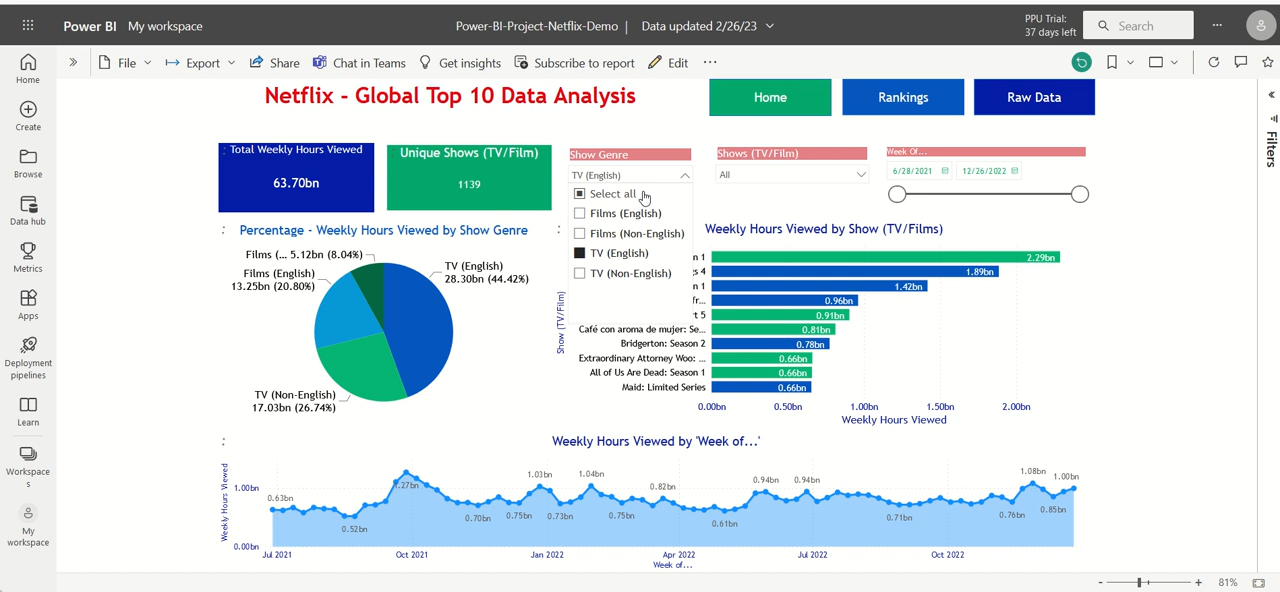 Power BI My workspace
Power-BI-Project-Netflix-Demo | Data updated 2/26/23
PPU Trial:
37 days left
Search
File
Export
Share
Chat in Teams
Get insights
Subscribe to report
Edit
Home
Create
Browse
Data hub
Metrics
Apps
Deployment
pipelines
Learn
Workspace
s
My
workspace
Filters
Netflix - Global Top 10 Data Analysis
Home
Rankings
Raw Data
Total Weekly Hours Viewed
63.70bn
Unique Shows (TV/Film)
1139
Show Genre
TV (English)
Select all
Films (English)
Films (Non-English)
TV (English)
TV (Non-English)
Shows (TV/Film)
All
Week Of...
6/28/2021
12/26/2022
Percentage - Weekly Hours Viewed by Show Genre
Films (... 5.12bn (8.04%)
Films (English)
13.25bn (20.80%)
TV (English)
28.30bn (44.42%)
TV (Non-English)
17.03bn (26.74%)
Weekly Hours Viewed by Show (TV/Films)
Show (TV/Film)
n 1 2.29bn
s 4 1.89bn
n 1 1.42bn
fr... 0.96bn
t 5 0.91bn
Café con aroma de mujer: Se... 0.81bn
Bridgerton: Season 2 0.78bn
Extraordinary Attorney Woo: ... 0.66bn
All of Us Are Dead: Season 1 0.66bn
Maid: Limited Series 0.66bn
0.00bn 0.50bn 1.00bn 1.50bn 2.00bn
Weekly Hours Viewed
Weekly Hours Viewed by 'Week of...'
Weekly Hours Viewed
1.00bn
0.00bn
0.63bn
0.52bn
1.27bn
0.70bn
0.75bn
1.03bn
0.73bn
1.04bn
0.75bn
0.82bn
0.61bn
0.94bn
0.94bn
0.71bn
0.76bn
1.08bn
0.85bn
1.00bn
Jul 2021 Oct 2021 Jan 2022 Apr 2022 Jul 2022 Oct 2022
Week of...
- + 81%